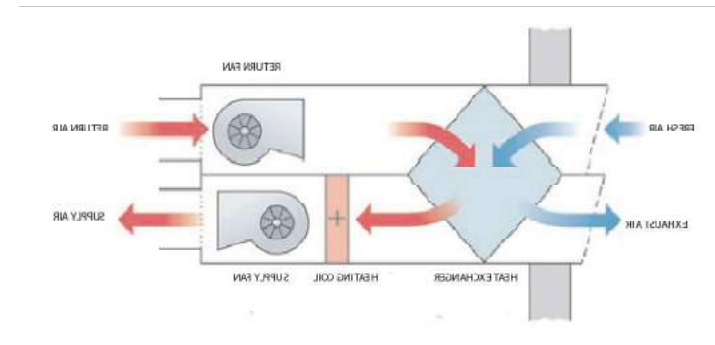 RETURN FAN
RETURN AIR
FRESH AIR
SUPPLY AIR
EXHAUST AIR
SUPPLY FAN
HEATING COIL
HEAT EXCHANGER